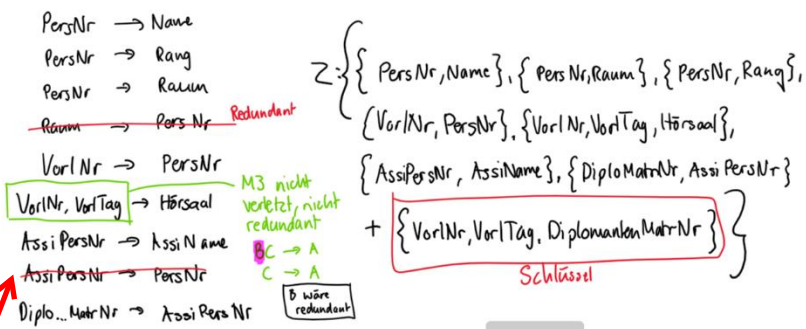 PersNr → Name
PersNr → Rang
PersNr → Raum
Raum → PersNr Redundant
VorlNr → PersNr
VorlNr, VorlTag → Hörsaal
AssiPersNr → AssiName
AssiPersNr → PersNr
Diplo...MatrNr → AssiPersNr
M3 nicht
verletzt, nicht
redundant
BC → A
C → A
B wäre
redundant
Z: { { PersNr, Name }, { PersNr, Raum }, { PersNr, Rang },
{ VorlNr, PersNr }, { VorlNr, VorlTag, Hörsaal },
{ AssiPersNr, AssiName }, { DiploMatrNr, AssiPersNr }
+ { VorlNr, VorlTag, DiplomantenMatrNr } }
Schlüssel